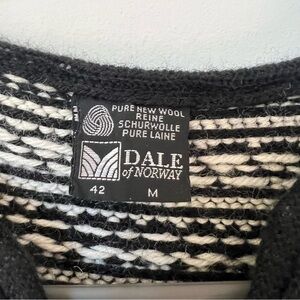 PURE NEW WOOL
REINE
SCHURWOLLE
PURE LAINE
DALE
of NORWAY
42 M